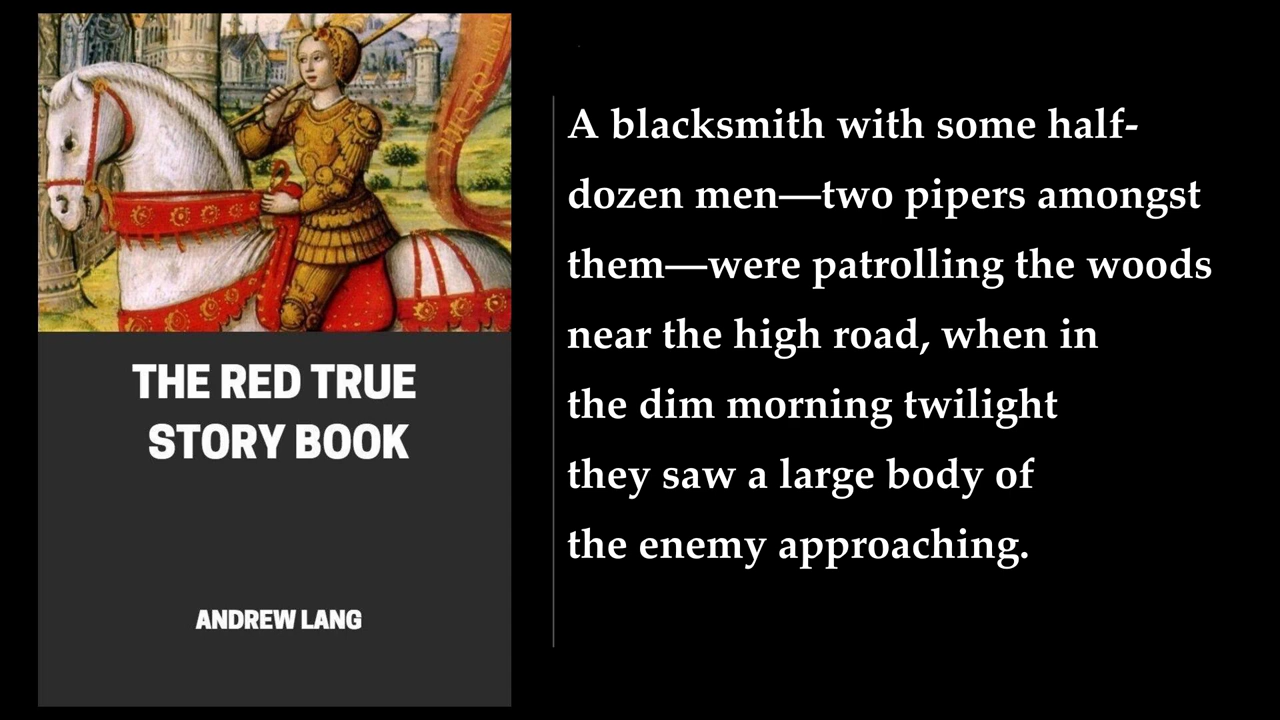 THE RED TRUE
STORY BOOK
ANDREW LANG
A blacksmith with some half-
dozen men—two pipers amongst
them—were patrolling the woods
near the high road, when in
the dim morning twilight
they saw a large body of
the enemy approaching.